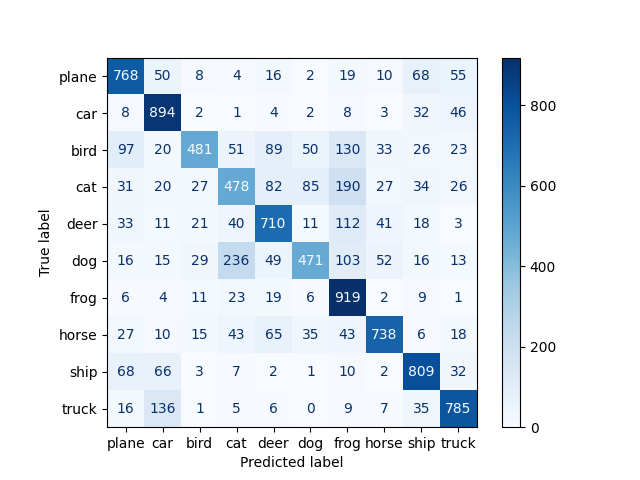 plane 768 50 8 4 16 2 19 10 68 55
car 8 894 2 1 4 2 8 3 32 46
bird 97 20 481 51 89 50 130 33 26 23
cat 31 20 27 478 82 85 190 27 34 26
deer 33 11 21 40 710 11 112 41 18 3
dog 16 15 29 236 49 471 103 52 16 13
frog 6 4 11 23 19 6 919 2 9 1
horse 27 10 15 43 65 35 43 738 6 18
ship 68 66 3 7 2 1 10 2 809 32
truck 16 136 1 5 6 0 9 7 35 785
plane car bird cat deer dog frog horse ship truck
Predicted label
True label
800
600
400
200
0